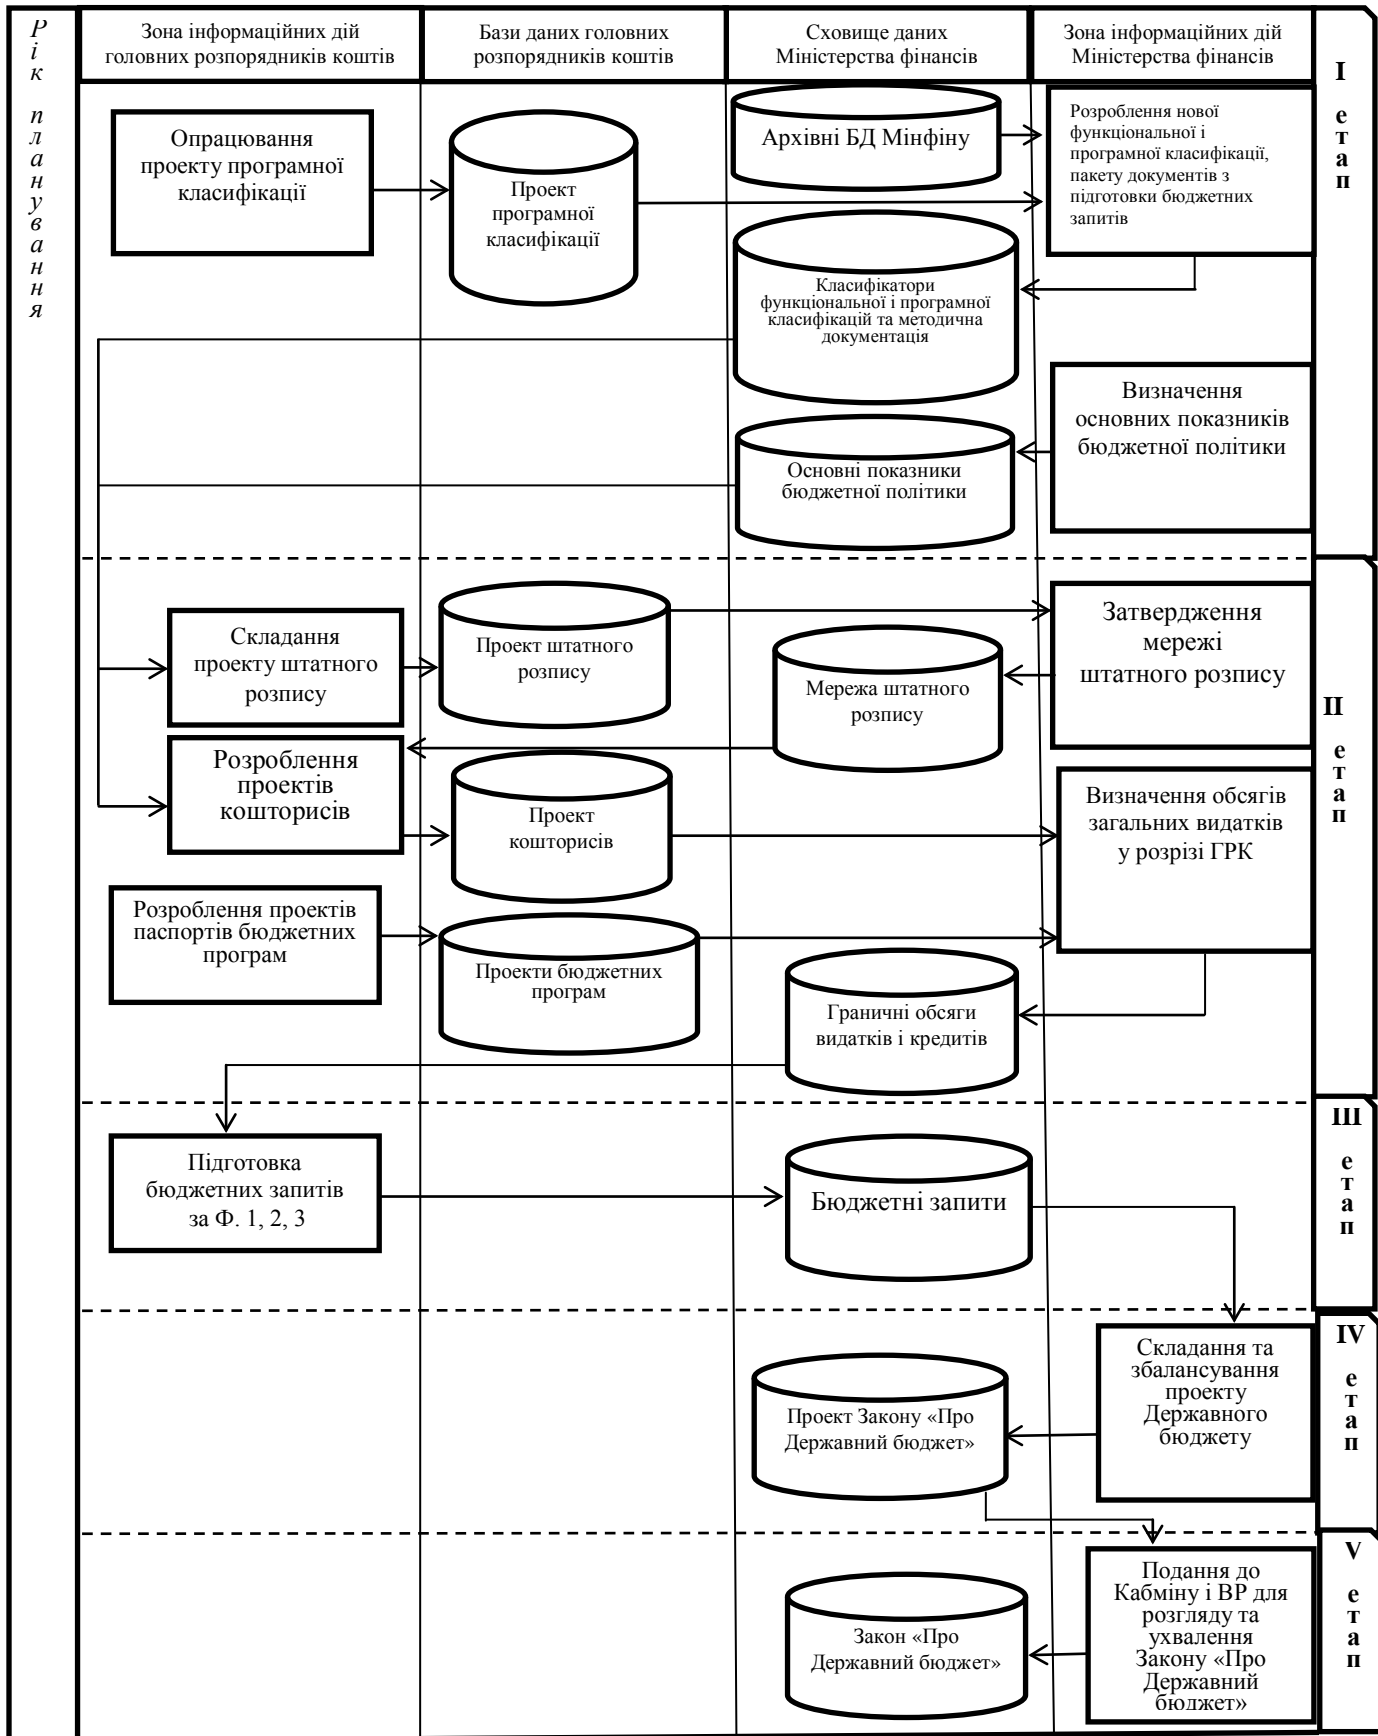 Рік планування
Зона інформаційних дій
головних розпорядників коштів
Бази даних головних
розпорядників коштів
Сховище даних
Міністерства фінансів
Зона інформаційних дій
Міністерства фінансів
І етап
Опрацювання
проекту програмної
класифікації
Проект
програмної
класифікації
Архівні БД Мінфіну
Розроблення нової
функціональної і
програмної класифікації,
пакету документів з
підготовки бюджетних
запитів
Класифікатори
функціональної і програмної
класифікацій та методична
документація
Визначення
основних показників
бюджетної політики
Основні показники
бюджетної політики
ІІ етап
Складання
проекту штатного
розпису
Проект штатного
розпису
Мережа штатного
розпису
Затвердження
мережі
штатного розпису
Розроблення
проектів
кошторисів
Проект
кошторисів
Визначення обсягів
загальних видатків
у розрізі ГРК
Розроблення проектів
паспортів бюджетних
програм
Проекти бюджетних
програм
Граничні обсяги
видатків і кредитів
ІІІ етап
Підготовка
бюджетних запитів
за Ф. 1, 2, 3
Бюджетні запити
IV етап
Складання та
збалансування
проекту
Державного
бюджету
Проект Закону «Про
Державний бюджет»
V етап
Подання до
Кабміну і ВР для
розгляду та
ухвалення
Закону «Про
Державний
бюджет»
Закон «Про
Державний бюджет»